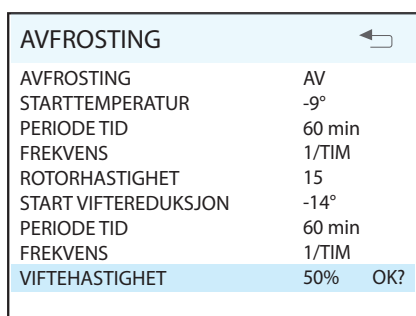 AVFROSTING
AVFROSTING AV
STARTTEMPERATUR -9°
PERIODE TID 60 min
FREKVENS 1/TIM
ROTORHASTIGHET 15
START VIFTEREDUKSJON -14°
PERIODE TID 60 min
FREKVENS 1/TIM
VIFTEHASTIGHET 50% OK?